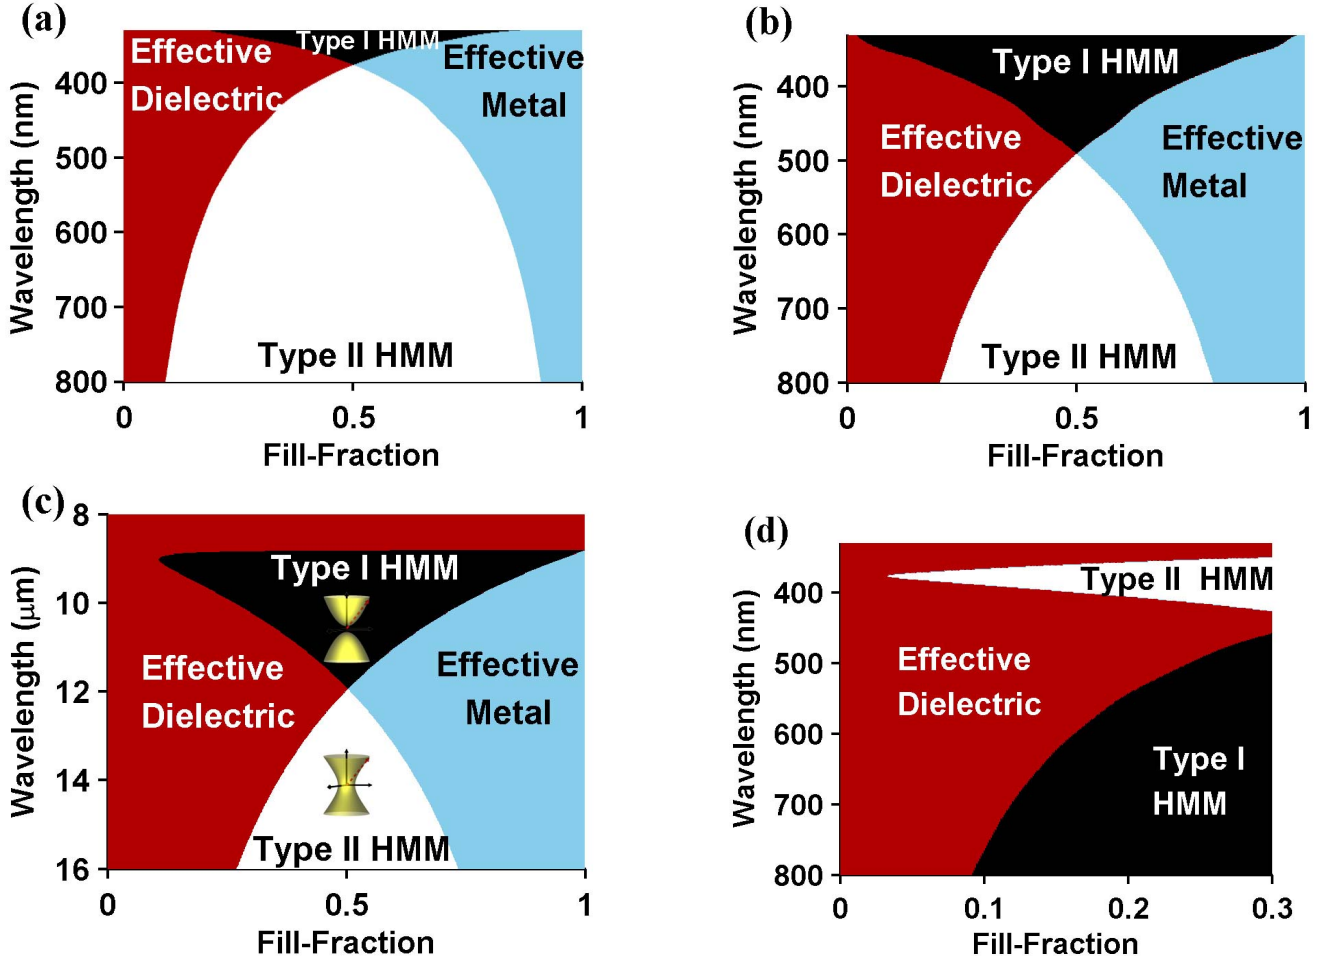 (a)
Type I HMM
Effective
Dielectric
Effective
Metal
Type II HMM
400
500
600
700
800
0
0.5
1
Wavelength (nm)
Fill-Fraction
(b)
Type I HMM
Effective
Dielectric
Effective
Metal
Type II HMM
400
500
600
700
800
0
0.5
1
Wavelength (nm)
Fill-Fraction
(c)
Type I HMM
Effective
Dielectric
Effective
Metal
Type II HMM
8
10
12
14
16
0
0.5
1
Wavelength (μm)
Fill-Fraction
(d)
Type II HMM
Effective
Dielectric
Type I
HMM
400
500
600
700
800
0
0.1
0.2
0.3
Wavelength (nm)
Fill-Fraction